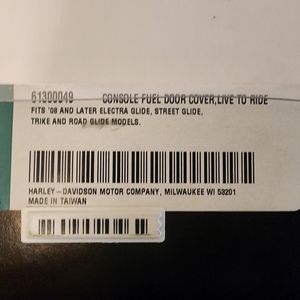 61300049 CONSOLE FUEL DOOR COVER,LIVE TO RIDE
FITS '08 AND LATER ELECTRA GLIDE, STREET GLIDE,
TRIKE AND ROAD GLIDE MODELS.
HARLEY-DAVIDSON MOTOR COMPANY, MILWAUKEE WI 53201
MADE IN TAIWAN